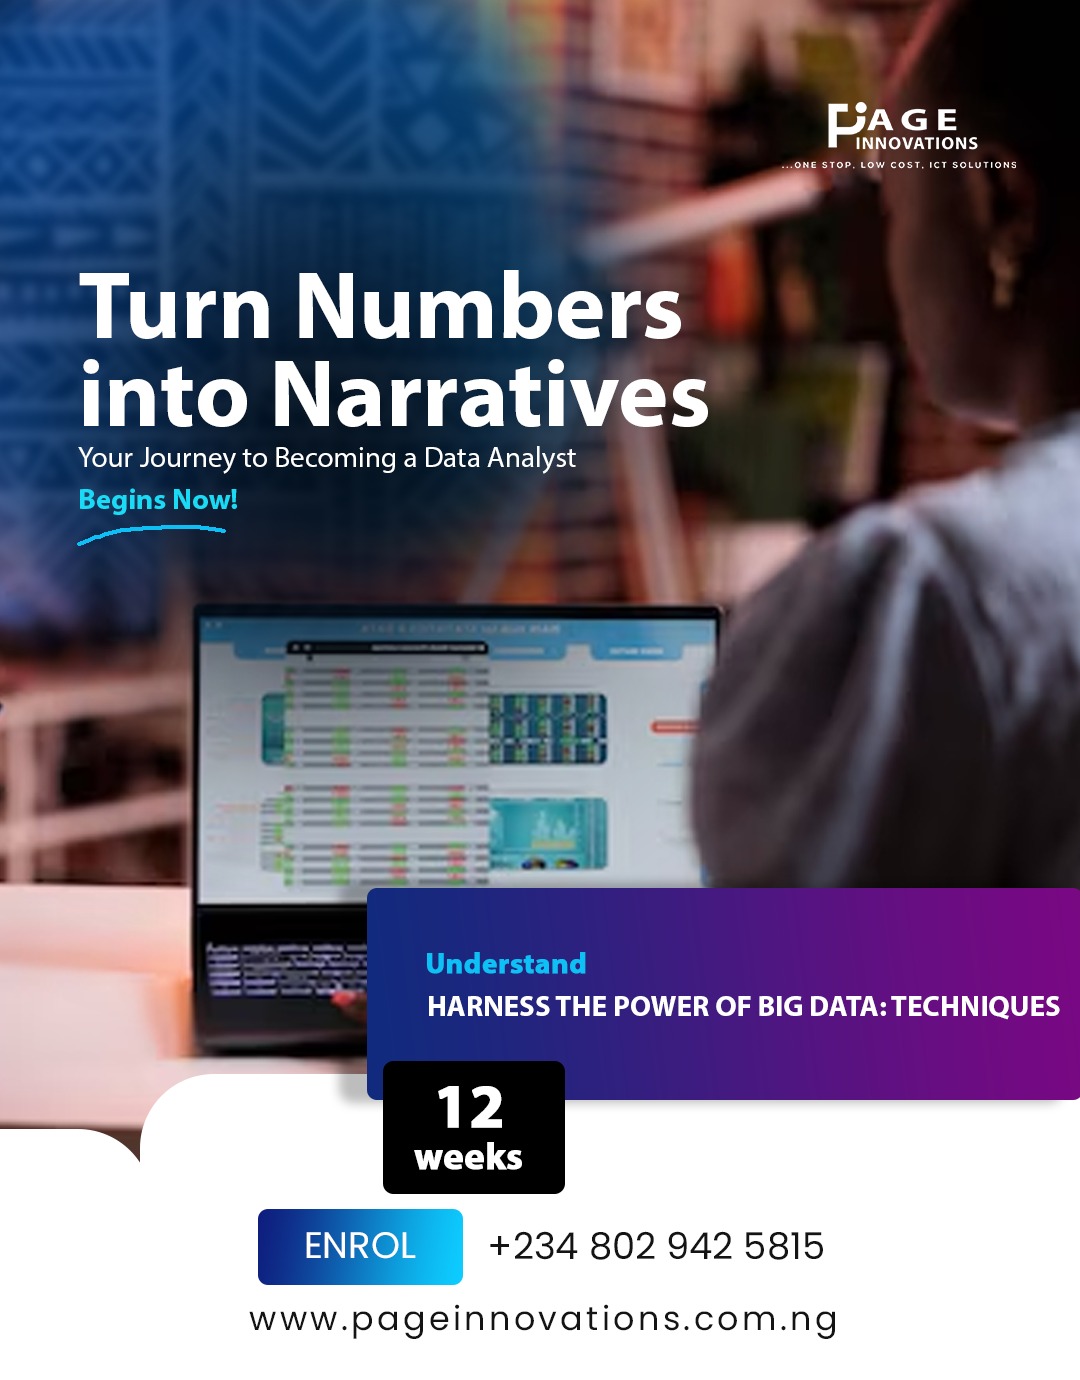 PAGE
INNOVATIONS
...ONE STOP, LOW COST, ICT SOLUTIONS
Turn Numbers
into Narratives
Your Journey to Becoming a Data Analyst
Begins Now!
Understand
HARNESS THE POWER OF BIG DATA: TECHNIQUES
12
weeks
ENROL +234 802 942 5815
www.pageinnovations.com.ng